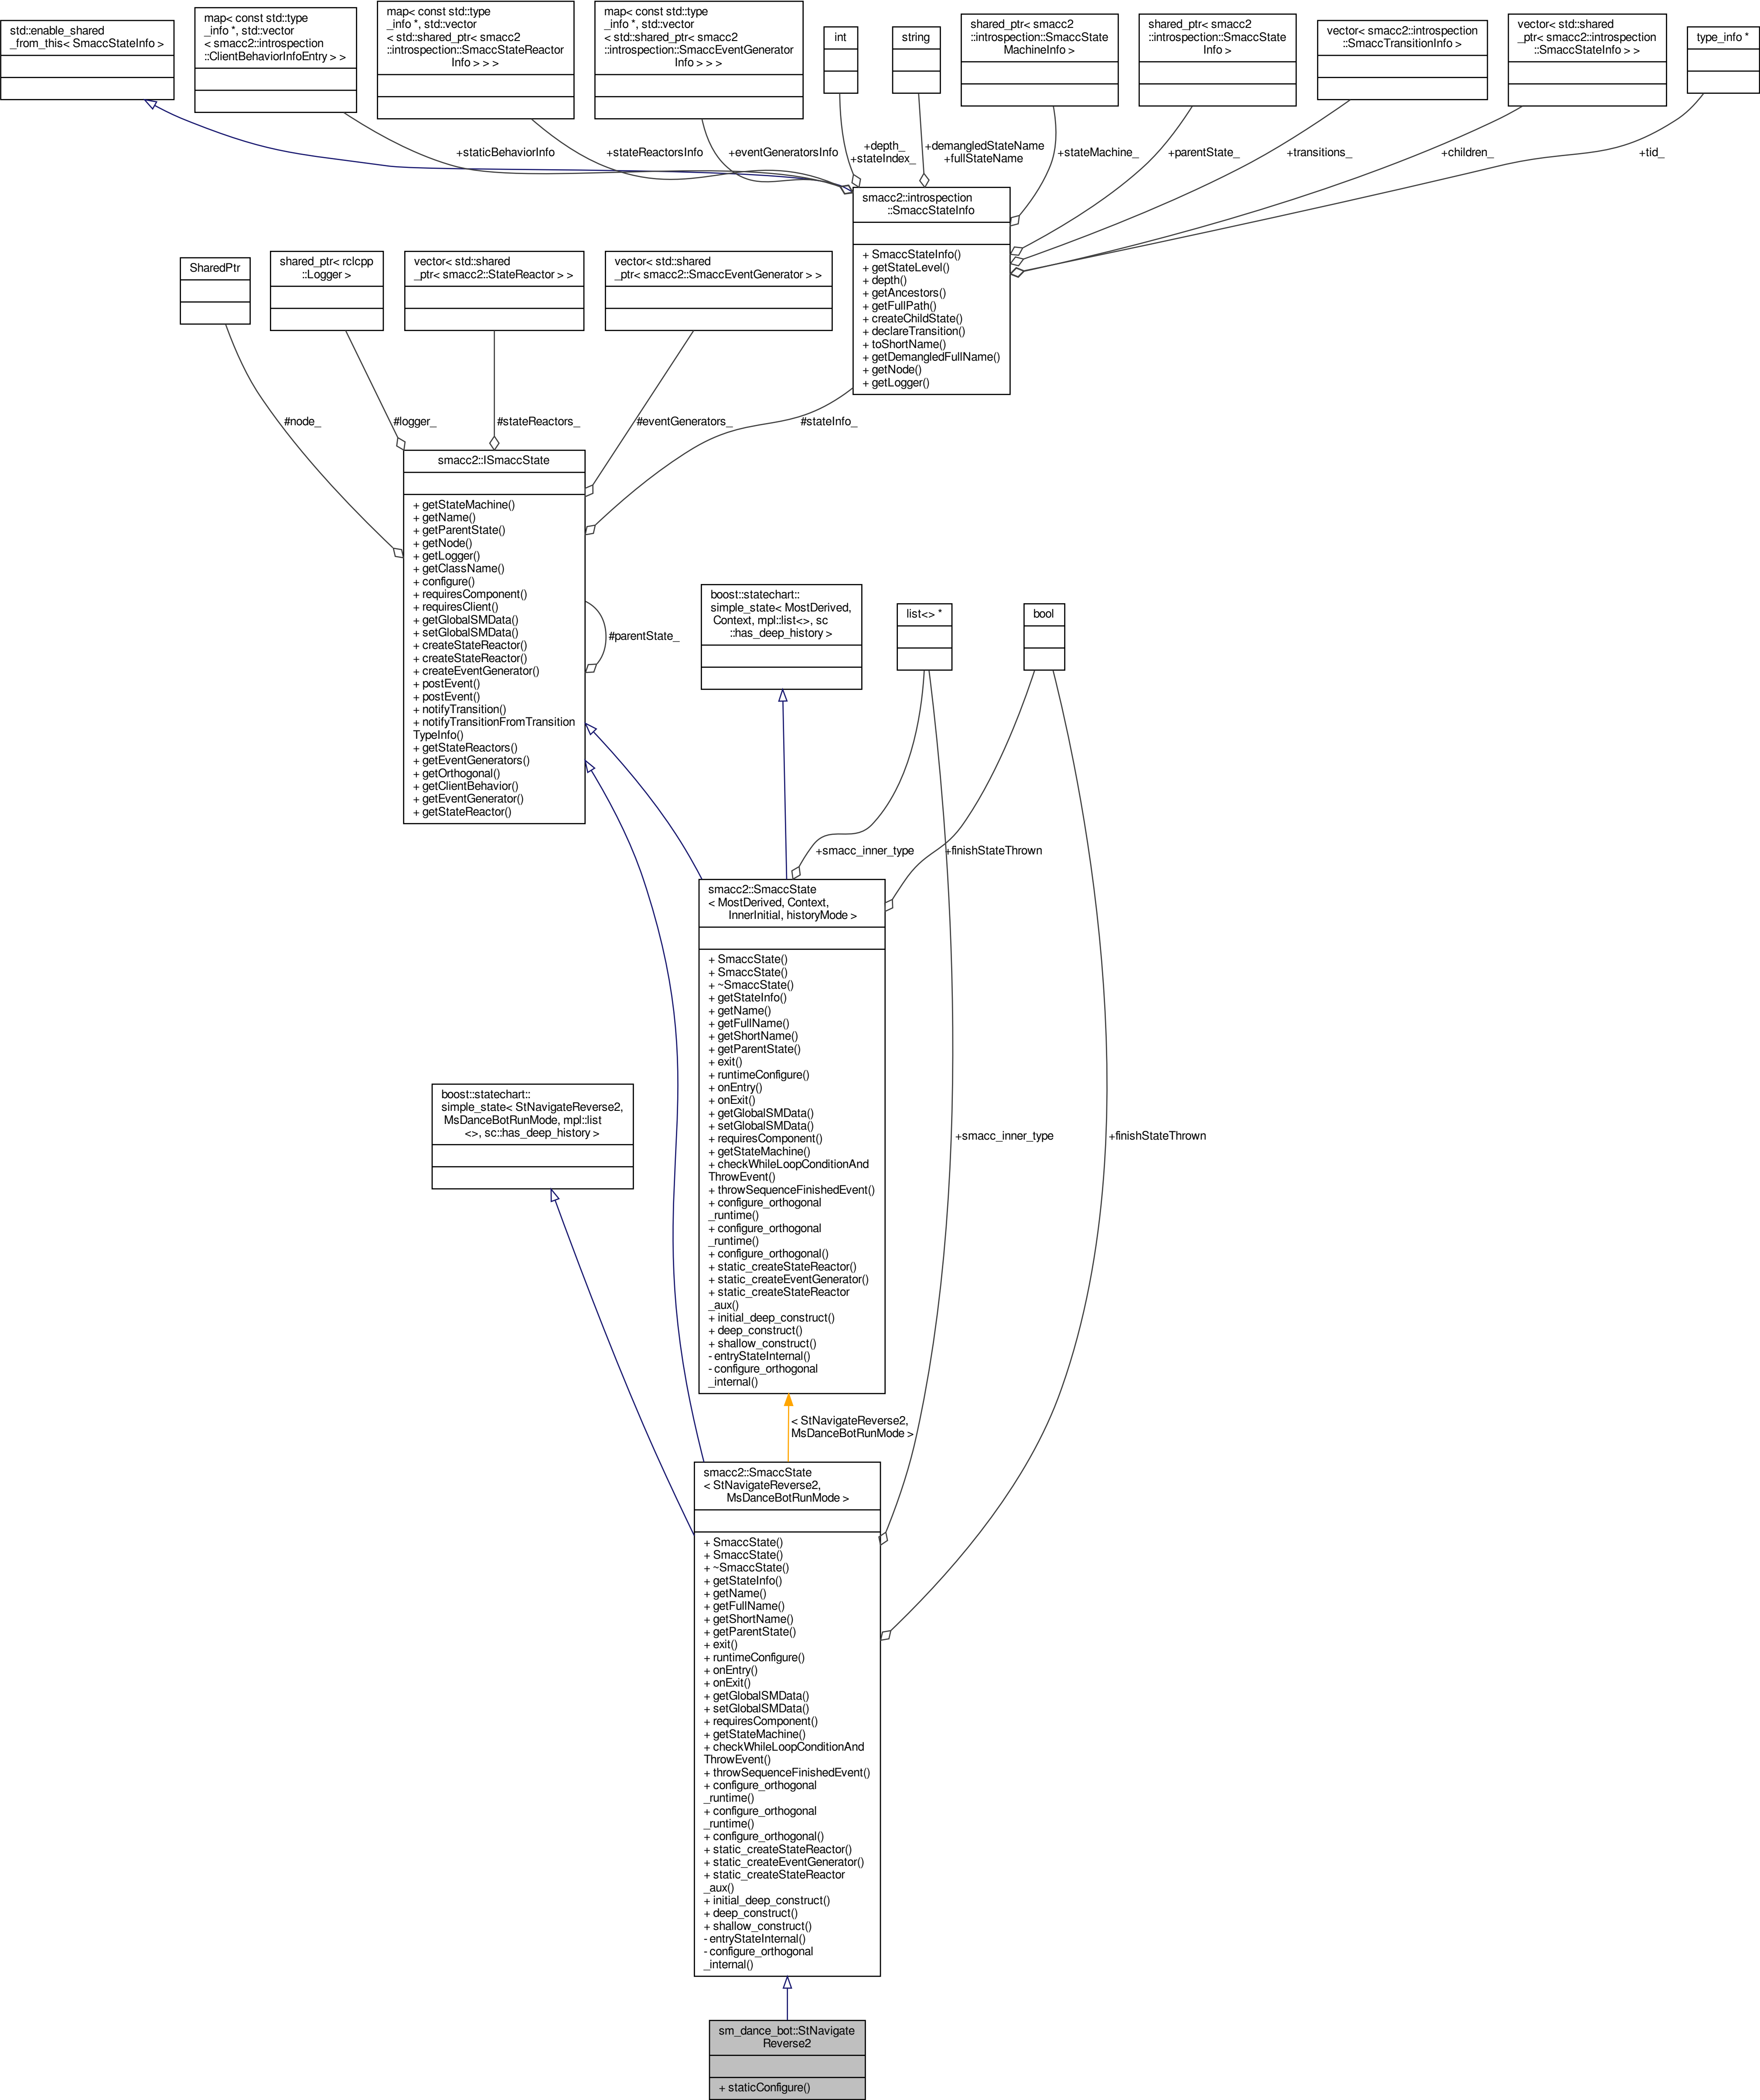 std::enable_shared
_from_this< SmaccStateInfo >
map< const std::type
_info *, std::vector
< smacc2::introspection
::ClientBehaviorInfoEntry > >
map< const std::type
_info *, std::vector
< std::shared_ptr< smacc2
::introspection::SmaccStateReactor
Info > > >
map< const std::type
_info *, std::vector
< std::shared_ptr< smacc2
::introspection::SmaccEventGenerator
Info > > >
int
string
shared_ptr< smacc2
::introspection::SmaccState
MachineInfo >
shared_ptr< smacc2
::introspection::SmaccState
Info >
vector< smacc2::introspection
::SmaccTransitionInfo >
vector< std::shared
_ptr< smacc2::introspection
::SmaccStateInfo > >
type_info *
+staticBehaviorInfo
+stateReactorsInfo
+eventGeneratorsInfo
+depth_
+stateIndex_
+demangledStateName
+fullStateName
+stateMachine_
+parentState_
+transitions_
+children_
+tid_
smacc2::introspection
::SmaccStateInfo
+ SmaccStateInfo()
+ getStateLevel()
+ depth()
+ getAncestors()
+ getFullPath()
+ createChildState()
+ declareTransition()
+ toShortName()
+ getDemangledFullName()
+ getNode()
+ getLogger()
SharedPtr
shared_ptr< rclcpp
::Logger >
vector< std::shared
_ptr< smacc2::StateReactor > >
vector< std::shared
_ptr< smacc2::SmaccEventGenerator > >
#node_
#logger_
#stateReactors_
#eventGenerators_
#stateInfo_
smacc2::ISmaccState
+ getStateMachine()
+ getName()
+ getParentState()
+ getNode()
+ getLogger()
+ getClassName()
+ configure()
+ requiresComponent()
+ requiresClient()
+ getGlobalSMData()
+ setGlobalSMData()
+ createStateReactor()
+ createStateReactor()
+ createEventGenerator()
+ postEvent()
+ postEvent()
+ notifyTransition()
+ notifyTransitionFromTransition
TypeInfo()
+ getStateReactors()
+ getEventGenerators()
+ getOrthogonal()
+ getClientBehavior()
+ getEventGenerator()
+ getStateReactor()
#parentState_
boost::statechart::
simple_state< MostDerived,
Context, mpl::list<>, sc
::has_deep_history >
list<> *
bool
+smacc_inner_type
+finishStateThrown
smacc2::SmaccState
< MostDerived, Context,
InnerInitial, historyMode >
+ SmaccState()
+ SmaccState()
+ ~SmaccState()
+ getStateInfo()
+ getName()
+ getFullName()
+ getShortName()
+ getParentState()
+ exit()
+ runtimeConfigure()
+ onEntry()
+ onExit()
+ getGlobalSMData()
+ setGlobalSMData()
+ requiresComponent()
+ getStateMachine()
+ checkWhileLoopConditionAnd
ThrowEvent()
+ throwSequenceFinishedEvent()
+ configure_orthogonal
_runtime()
+ configure_orthogonal
_runtime()
+ configure_orthogonal()
+ static_createStateReactor()
+ static_createEventGenerator()
+ static_createStateReactor
_aux()
+ initial_deep_construct()
+ deep_construct()
+ shallow_construct()
- entryStateInternal()
- configure_orthogonal
_internal()
boost::statechart::
simple_state< StNavigateReverse2,
MsDanceBotRunMode, mpl::list
<>, sc::has_deep_history >
+smacc_inner_type
+finishStateThrown
< StNavigateReverse2,
MsDanceBotRunMode >
smacc2::SmaccState
< StNavigateReverse2,
MsDanceBotRunMode >
+ SmaccState()
+ SmaccState()
+ ~SmaccState()
+ getStateInfo()
+ getName()
+ getFullName()
+ getShortName()
+ getParentState()
+ exit()
+ runtimeConfigure()
+ onEntry()
+ onExit()
+ getGlobalSMData()
+ setGlobalSMData()
+ requiresComponent()
+ getStateMachine()
+ checkWhileLoopConditionAnd
ThrowEvent()
+ throwSequenceFinishedEvent()
+ configure_orthogonal
_runtime()
+ configure_orthogonal
_runtime()
+ configure_orthogonal()
+ static_createStateReactor()
+ static_createEventGenerator()
+ static_createStateReactor
_aux()
+ initial_deep_construct()
+ deep_construct()
+ shallow_construct()
- entryStateInternal()
- configure_orthogonal
_internal()
sm_dance_bot::StNavigate
Reverse2
+ staticConfigure()